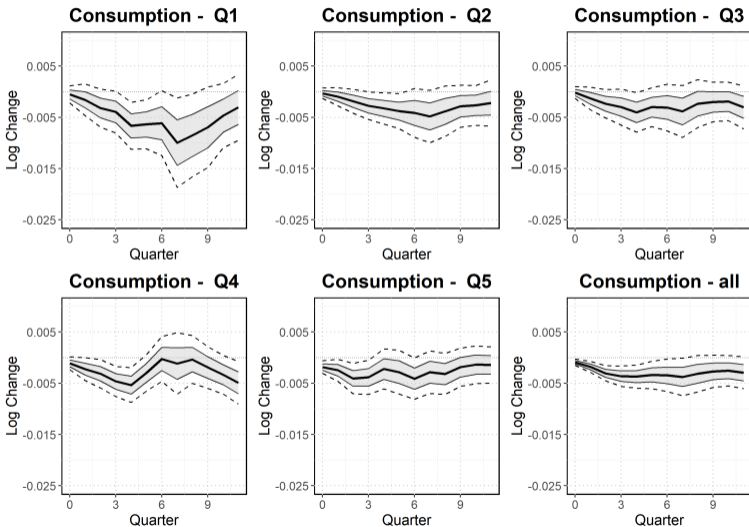 Consumption - Q1
Consumption - Q2
Consumption - Q3
Log Change
0.005
-0.005
-0.015
-0.025
0 3 6 9
Quarter
Log Change
0.005
-0.005
-0.015
-0.025
0 3 6 9
Quarter
Log Change
0.005
-0.005
-0.015
-0.025
0 3 6 9
Quarter
Consumption - Q4
Consumption - Q5
Consumption - all
Log Change
0.005
-0.005
-0.015
-0.025
0 3 6 9
Quarter
Log Change
0.005
-0.005
-0.015
-0.025
0 3 6 9
Quarter
Log Change
0.005
-0.005
-0.015
-0.025
0 3 6 9
Quarter